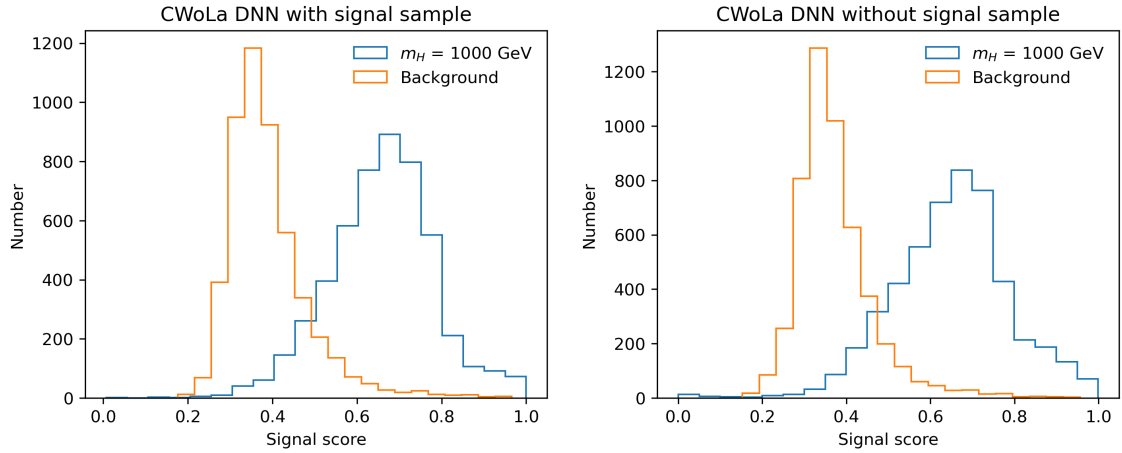 CWoLa DNN with signal sample
m_H = 1000 GeV
Background
1200
1000
800
600
400
200
0
Number
0.0 0.2 0.4 0.6 0.8 1.0
Signal score
CWoLa DNN without signal sample
m_H = 1000 GeV
Background
1200
1000
800
600
400
200
0
Number
0.0 0.2 0.4 0.6 0.8 1.0
Signal score